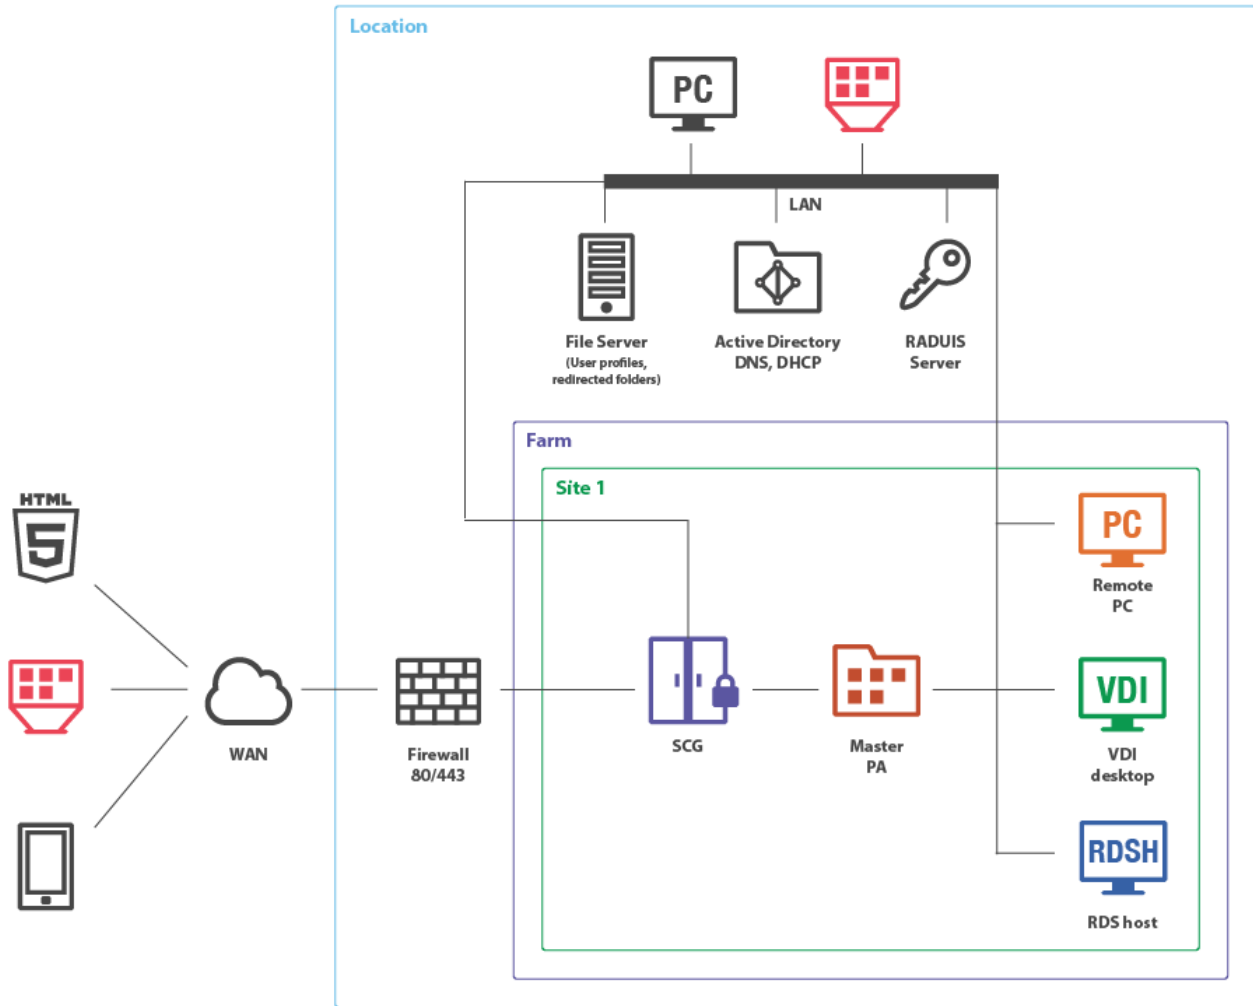 Location
PC
LAN
File Server
(User profiles,
redirected folders)
Active Directory
DNS, DHCP
RADUIS
Server
Farm
Site 1
HTML
5
PC
Remote
PC
WAN
Firewall
80/443
SCG
Master
PA
VDI
VDI
desktop
RDSH
RDS host